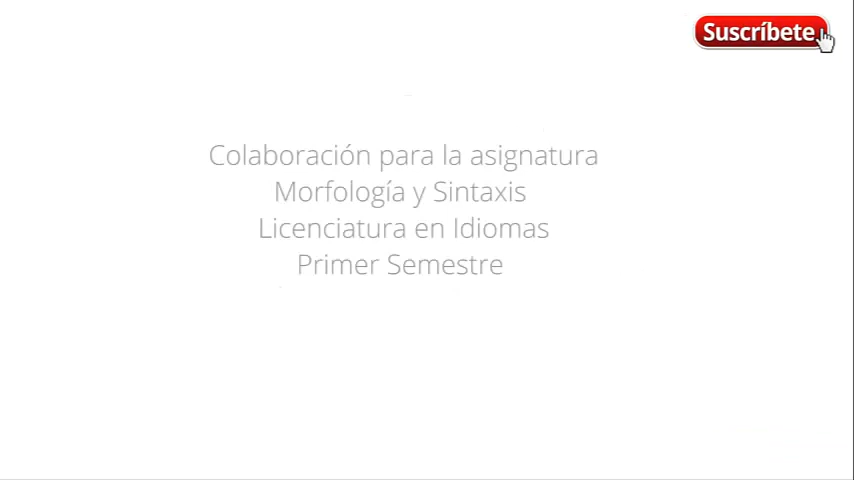 Suscríbete
Colaboración para la asignatura
Morfología y Sintaxis
Licenciatura en Idiomas
Primer Semestre